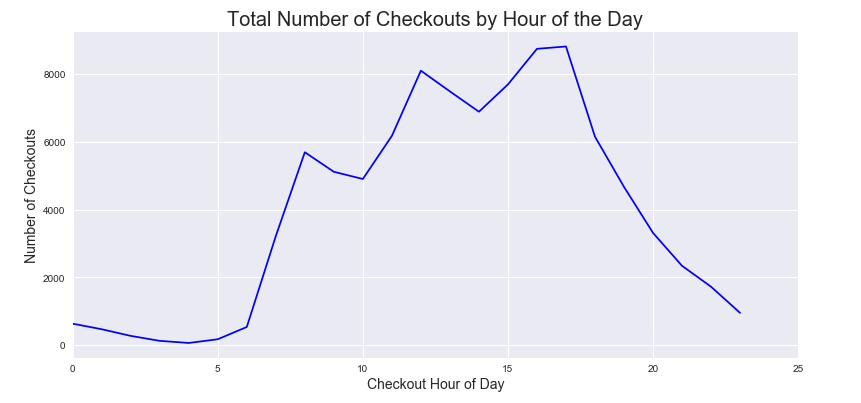 Total Number of Checkouts by Hour of the Day
8000
6000
4000
2000
0
Number of Checkouts
0 5 10 15 20 25
Checkout Hour of Day